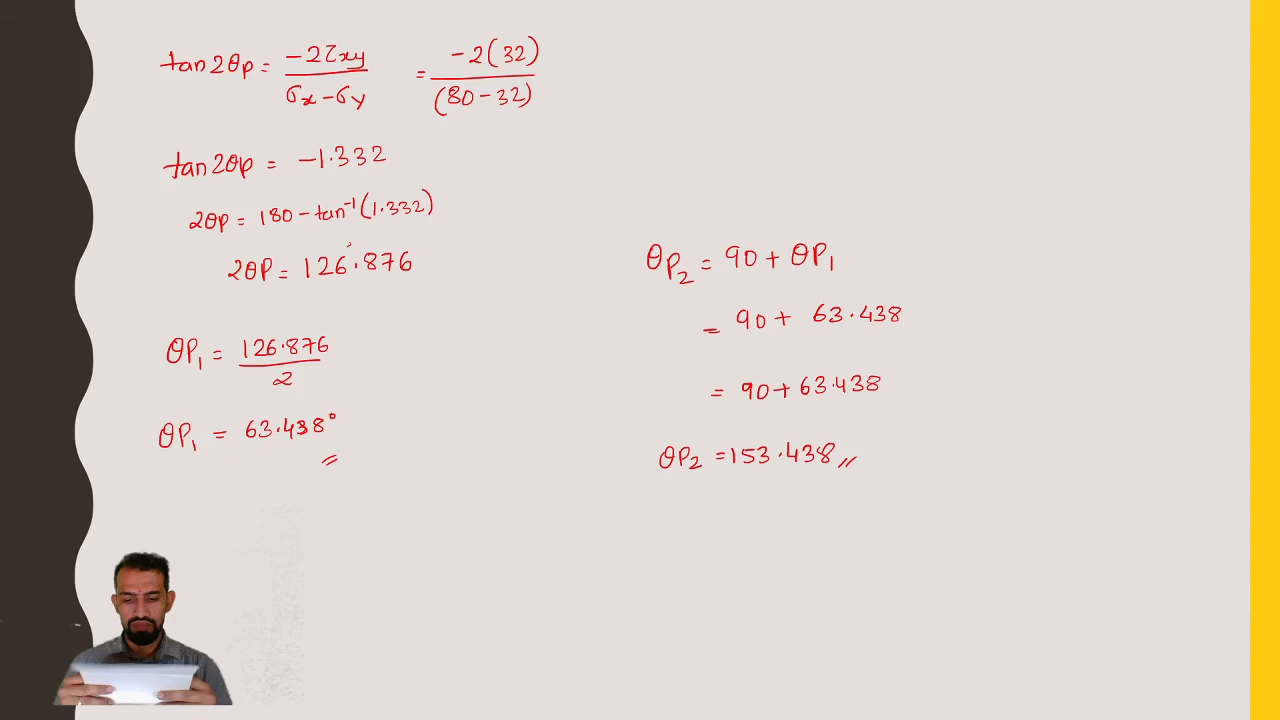 tan2θp = -2τxy / σx-σy = -2(32) / (80-32)
tan2θp = -1.332
2θp = 180 - tan⁻¹(1.332)
2θP = 126°.876
θP₁ = 126.876 / 2
θP₁ = 63.438°
θP₂ = 90 + θP₁
= 90 + 63.438
= 90 + 63.438
θP₂ = 153.438